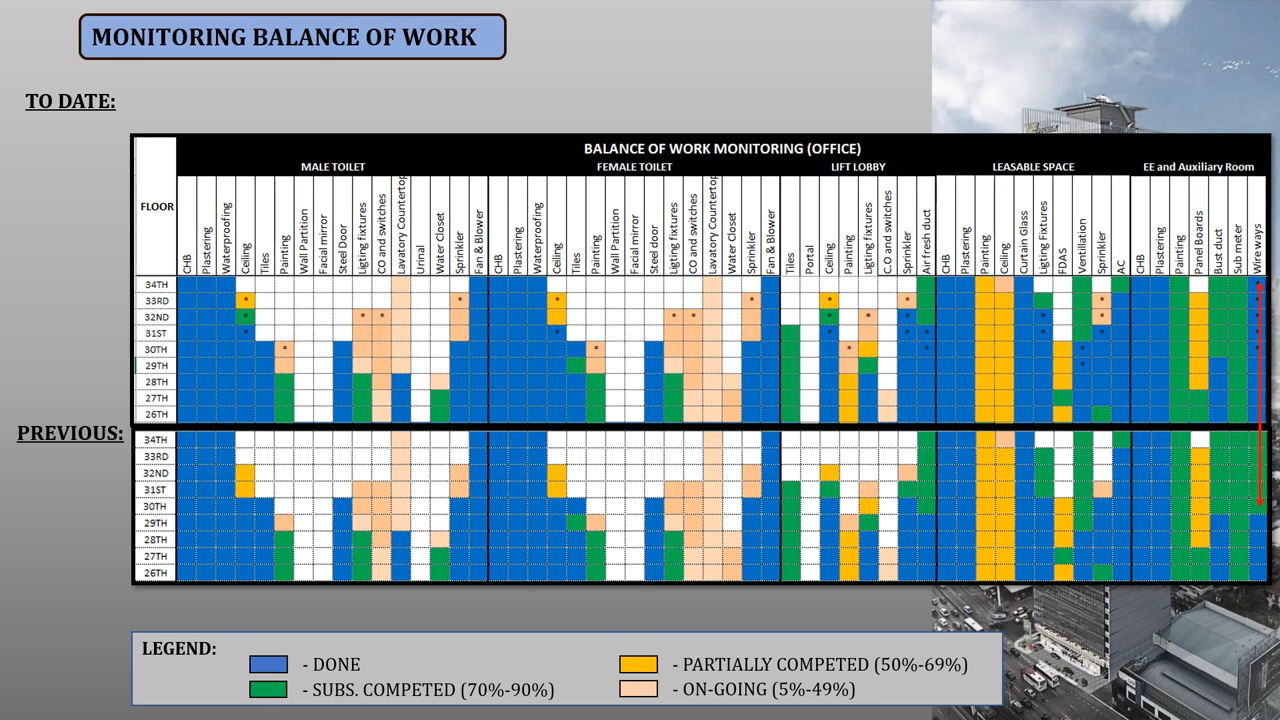 MONITORING BALANCE OF WORK
TO DATE:
BALANCE OF WORK MONITORING (OFFICE)
FLOOR MALE TOILET FEMALE TOILET LIFT LOBBY LEASABLE SPACE EE and Auxiliary Room
CHB Plastering Waterproofing Ceiling Tiles Painting Wall Partition Facial mirror Steel Door Ligting fixtures CO and switches Lavatory Countertop Urinal Water Closet Sprinkler Fan & Blower CHB Plastering Waterproofing Ceiling Tiles Painting Wall Partition Facial mirror Steel door Ligting fixtures CO and switches Lavatory Countertop Water Closet Sprinkler Fan & Blower Tiles Portal Ceiling Painting Ligting fixtures C.O and switches Sprinkler Air fresh duct CHB Plastering Painting Ceiling Curtain Glass Ligting Fixtures FDAS Ventillation Sprinkler AC CHB Plastering Painting Panel Boards Bust duct Sub meter Wire ways
34TH
33RD * * * * * * *
32ND * * * * * * * * * * * *
31ST * * * * * *
30TH * * * * *
29TH *
28TH
27TH
26TH
PREVIOUS:
34TH
33RD
32ND
31ST
30TH
29TH
28TH
27TH
26TH
LEGEND:
- DONE
- PARTIALLY COMPETED (50%-69%)
- SUBS. COMPETED (70%-90%)
- ON-GOING (5%-49%)